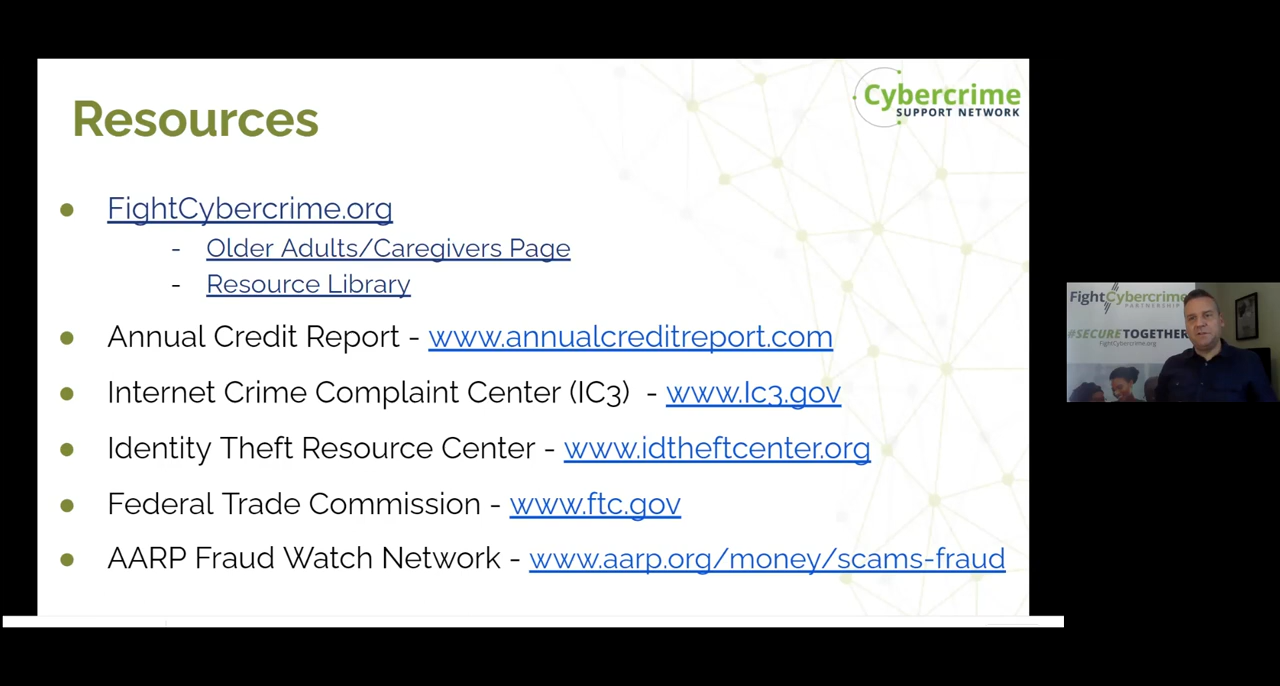 Resources
Cybercrime
SUPPORT NETWORK
● FightCybercrime.org
- Older Adults/Caregivers Page
- Resource Library
● Annual Credit Report - www.annualcreditreport.com
● Internet Crime Complaint Center (IC3) - www.Ic3.gov
● Identity Theft Resource Center - www.idtheftcenter.org
● Federal Trade Commission - www.ftc.gov
● AARP Fraud Watch Network - www.aarp.org/money/scams-fraud
FightCybercrime
PARTNERSHIP
#SECURETOGETHER
FightCybercrime.org